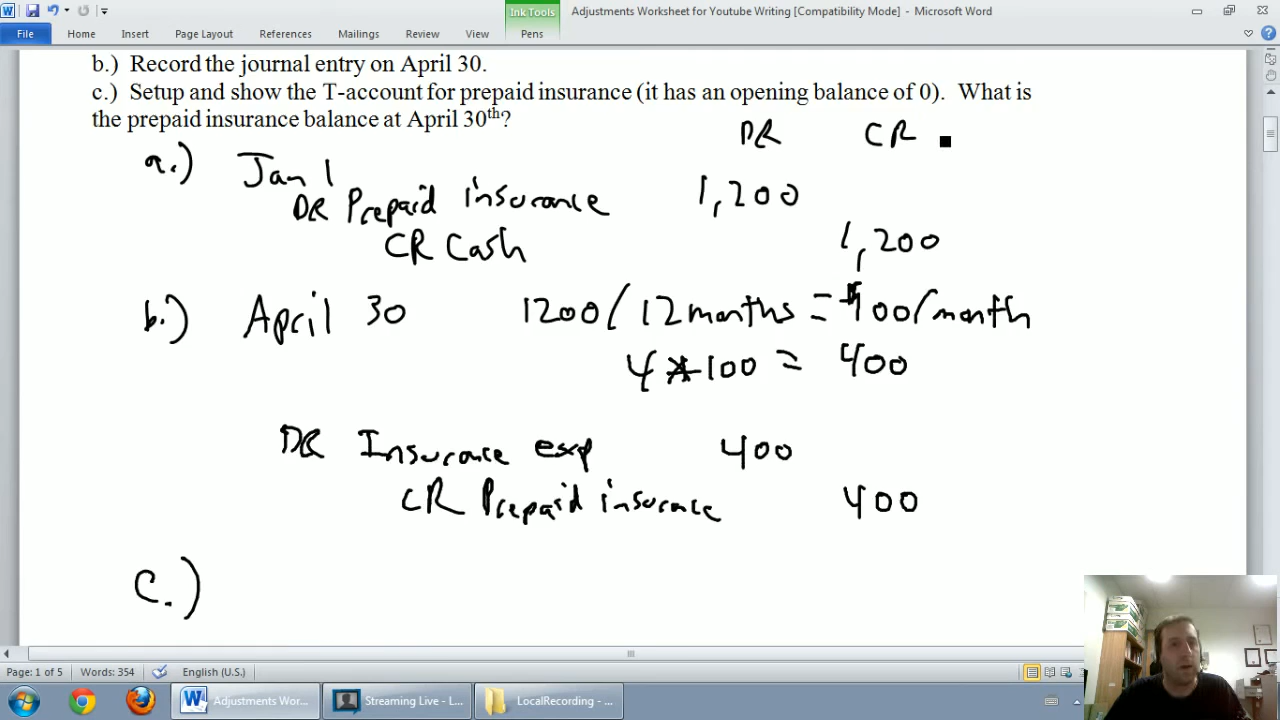 Ink Tools
Adjustments Worksheet for Youtube Writing [Compatibility Mode] - Microsoft Word
File Home Insert Page Layout References Mailings Review View Pens
b.) Record the journal entry on April 30.
c.) Setup and show the T-account for prepaid insurance (it has an opening balance of 0). What is
the prepaid insurance balance at April 30th?
DR CR
a.) Jan 1
DR Prepaid insurance 1,200
CR Cash 1,200
b.) April 30 1200/12 months = $100/month
4*100 = 400
DR Insurance exp 400
CR Prepaid insurance 400
c.)
Page: 1 of 5 Words: 354 English (U.S.)
Adjustments Wor... Streaming Live - L... LocalRecording - ...